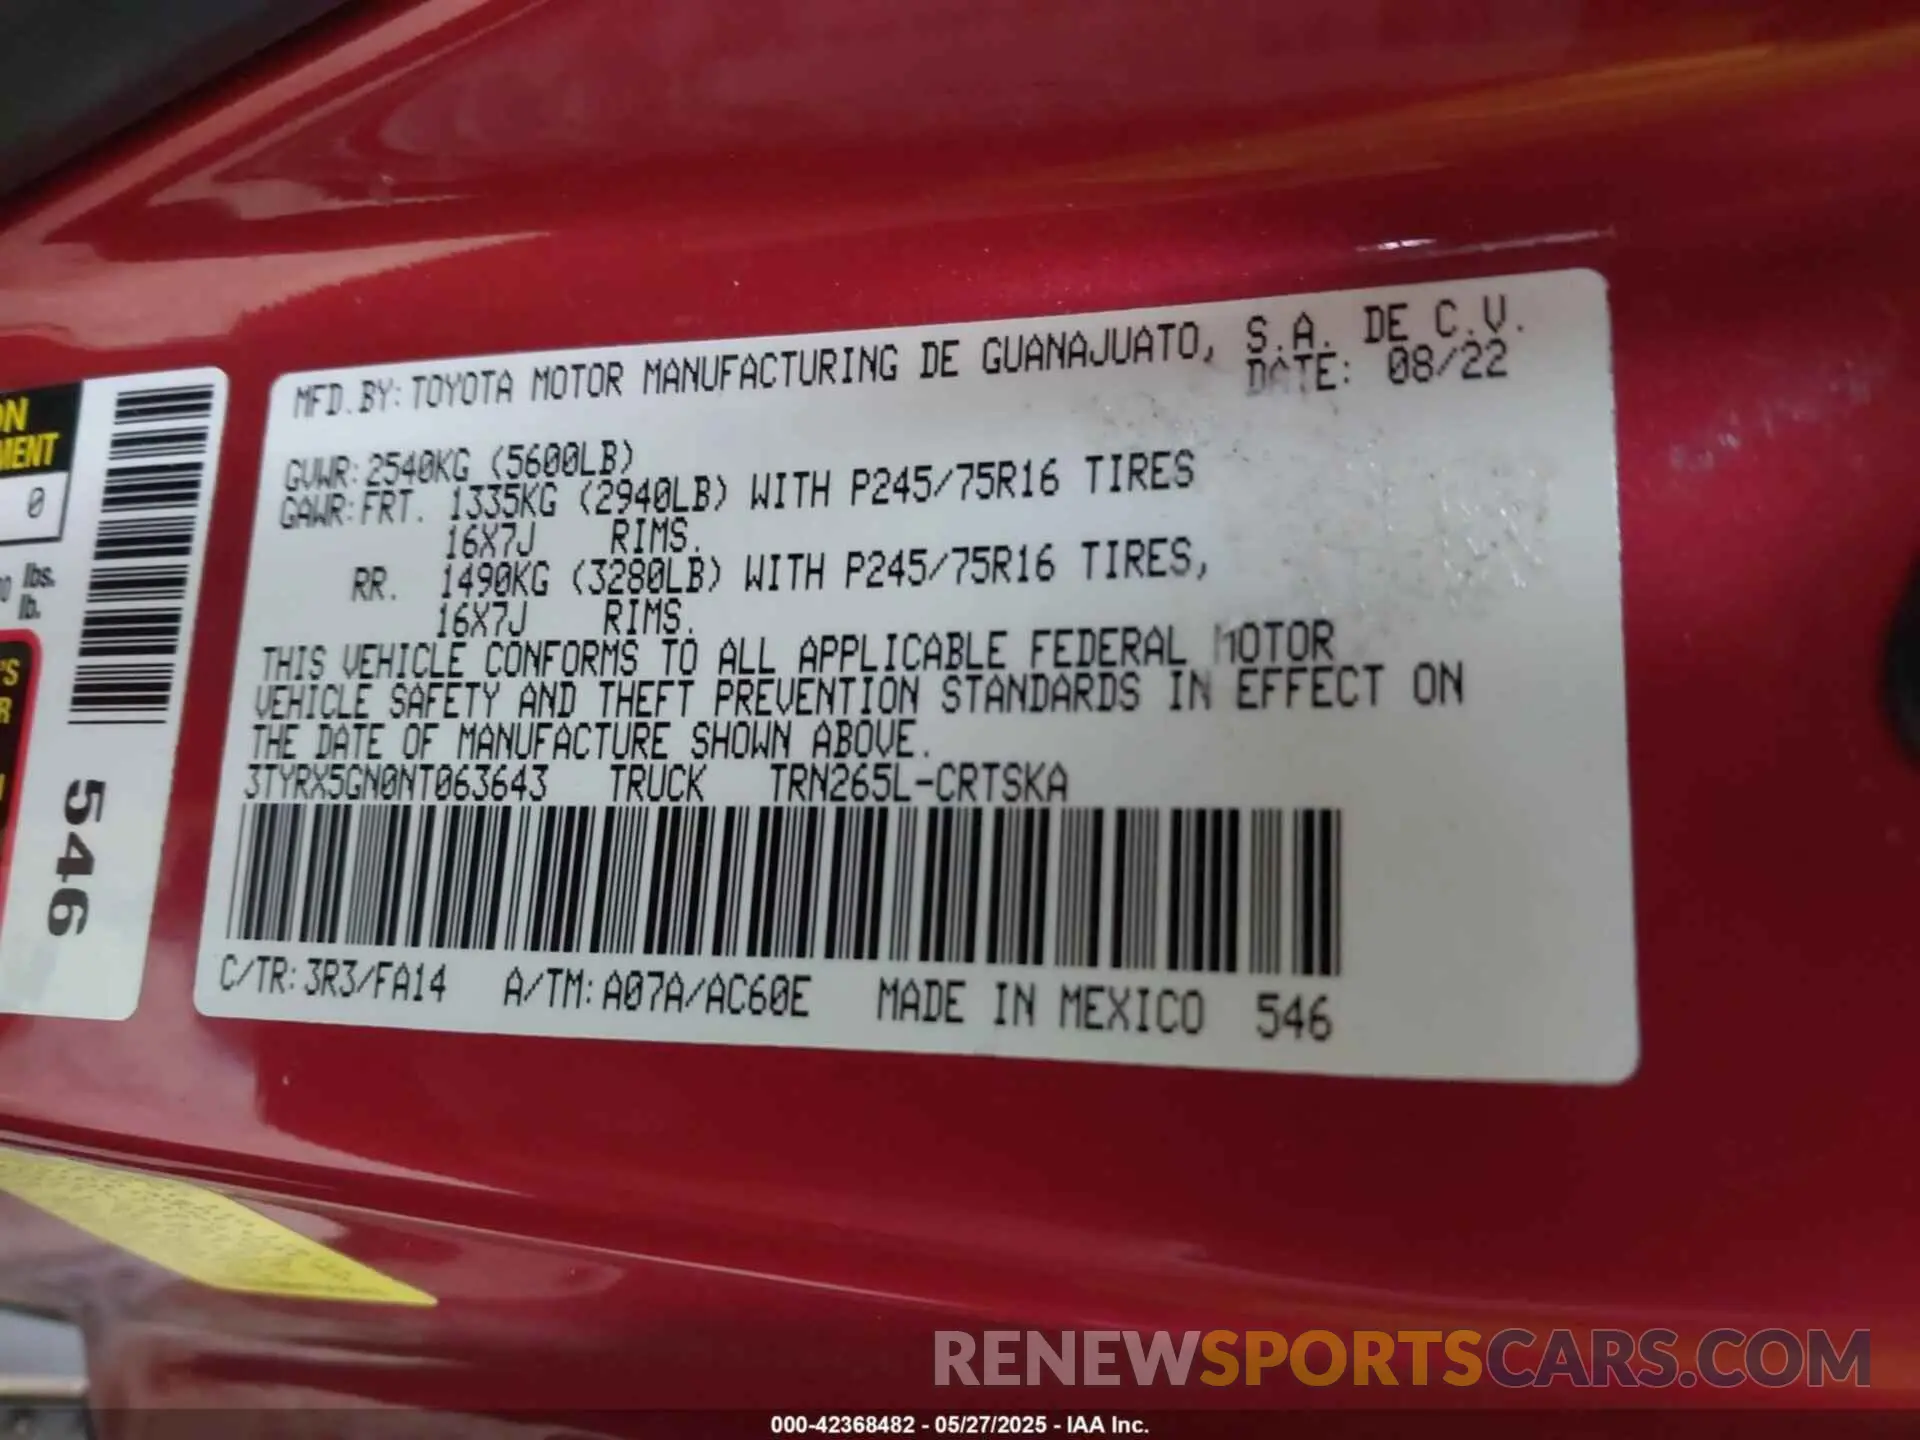 MFD.BY:TOYOTA MOTOR MANUFACTURING DE GUANAJUATO, S.A. DE C.V.
DATE: 08/22
GVWR:2540KG (5600LB)
GAWR:FRT. 1335KG (2940LB) WITH P245/75R16 TIRES
16X7J RIMS.
RR. 1490KG (3280LB) WITH P245/75R16 TIRES,
16X7J RIMS.
THIS VEHICLE CONFORMS TO ALL APPLICABLE FEDERAL MOTOR
VEHICLE SAFETY AND THEFT PREVENTION STANDARDS IN EFFECT ON
THE DATE OF MANUFACTURE SHOWN ABOVE.
3TYRX5GN0NT063643 TRUCK TRN265L-CRTSKA
C/TR:3R3/FA14 A/TM:A07A/AC60E MADE IN MEXICO 546
0
lbs.
lb.
546
RENEWSPORTSCARS.COM
000-42368482 - 05/27/2025 - IAA Inc.